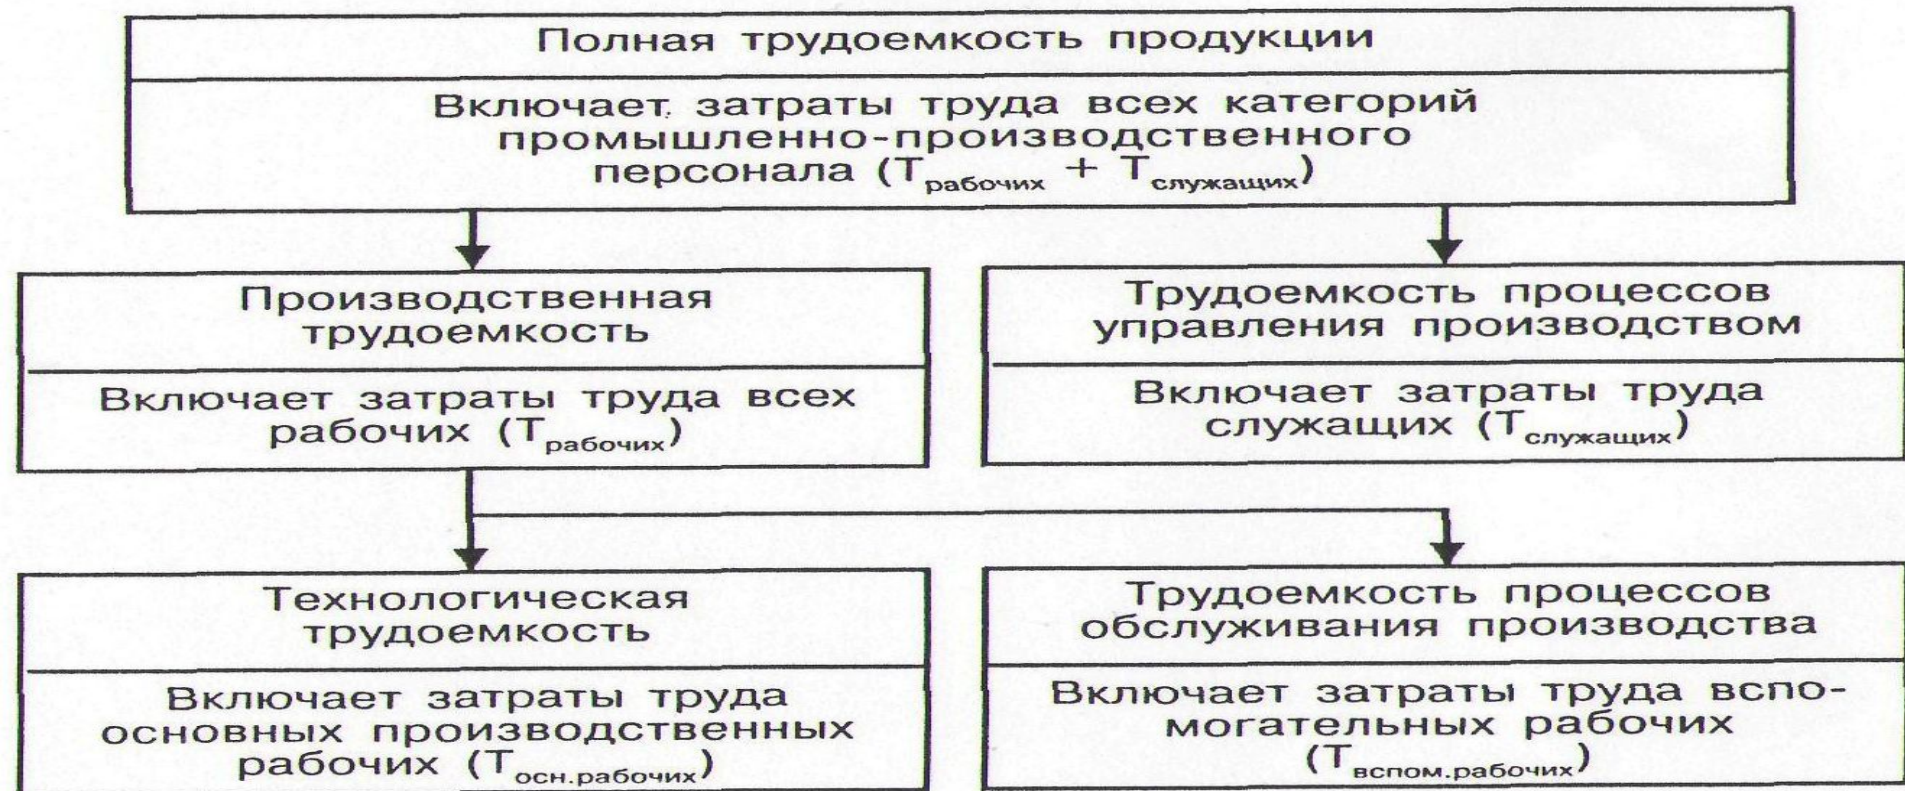 Полная трудоемкость продукции
Включает затраты труда всех категорий
промышленно-производственного
персонала (Трабочих + Тслужащих)
Производственная
трудоемкость
Включает затраты труда всех
рабочих (Трабочих)
Трудоемкость процессов
управления производством
Включает затраты труда
служащих (Тслужащих)
Технологическая
трудоемкость
Включает затраты труда
основных производственных
рабочих (Тосн.рабочих)
Трудоемкость процессов
обслуживания производства
Включает затраты труда вспо-
могательных рабочих
(Твспом.рабочих)